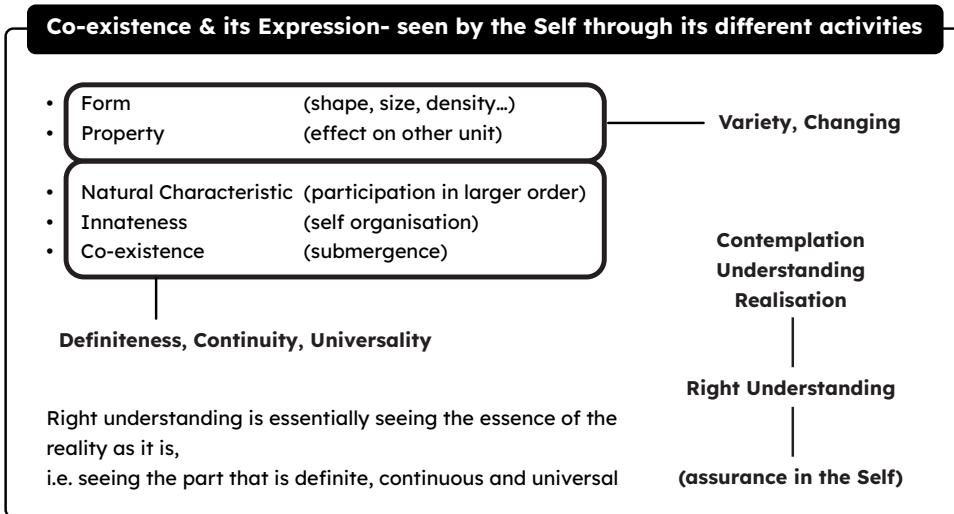 Co-existence & its Expression- seen by the Self through its different activities
• Form (shape, size, density...)
• Property (effect on other unit)
Variety, Changing
• Natural Characteristic (participation in larger order)
• Innateness (self organisation)
• Co-existence (submergence)
Definiteness, Continuity, Universality
Contemplation
Understanding
Realisation
Right Understanding
(assurance in the Self)
Right understanding is essentially seeing the essence of the
reality as it is,
i.e. seeing the part that is definite, continuous and universal